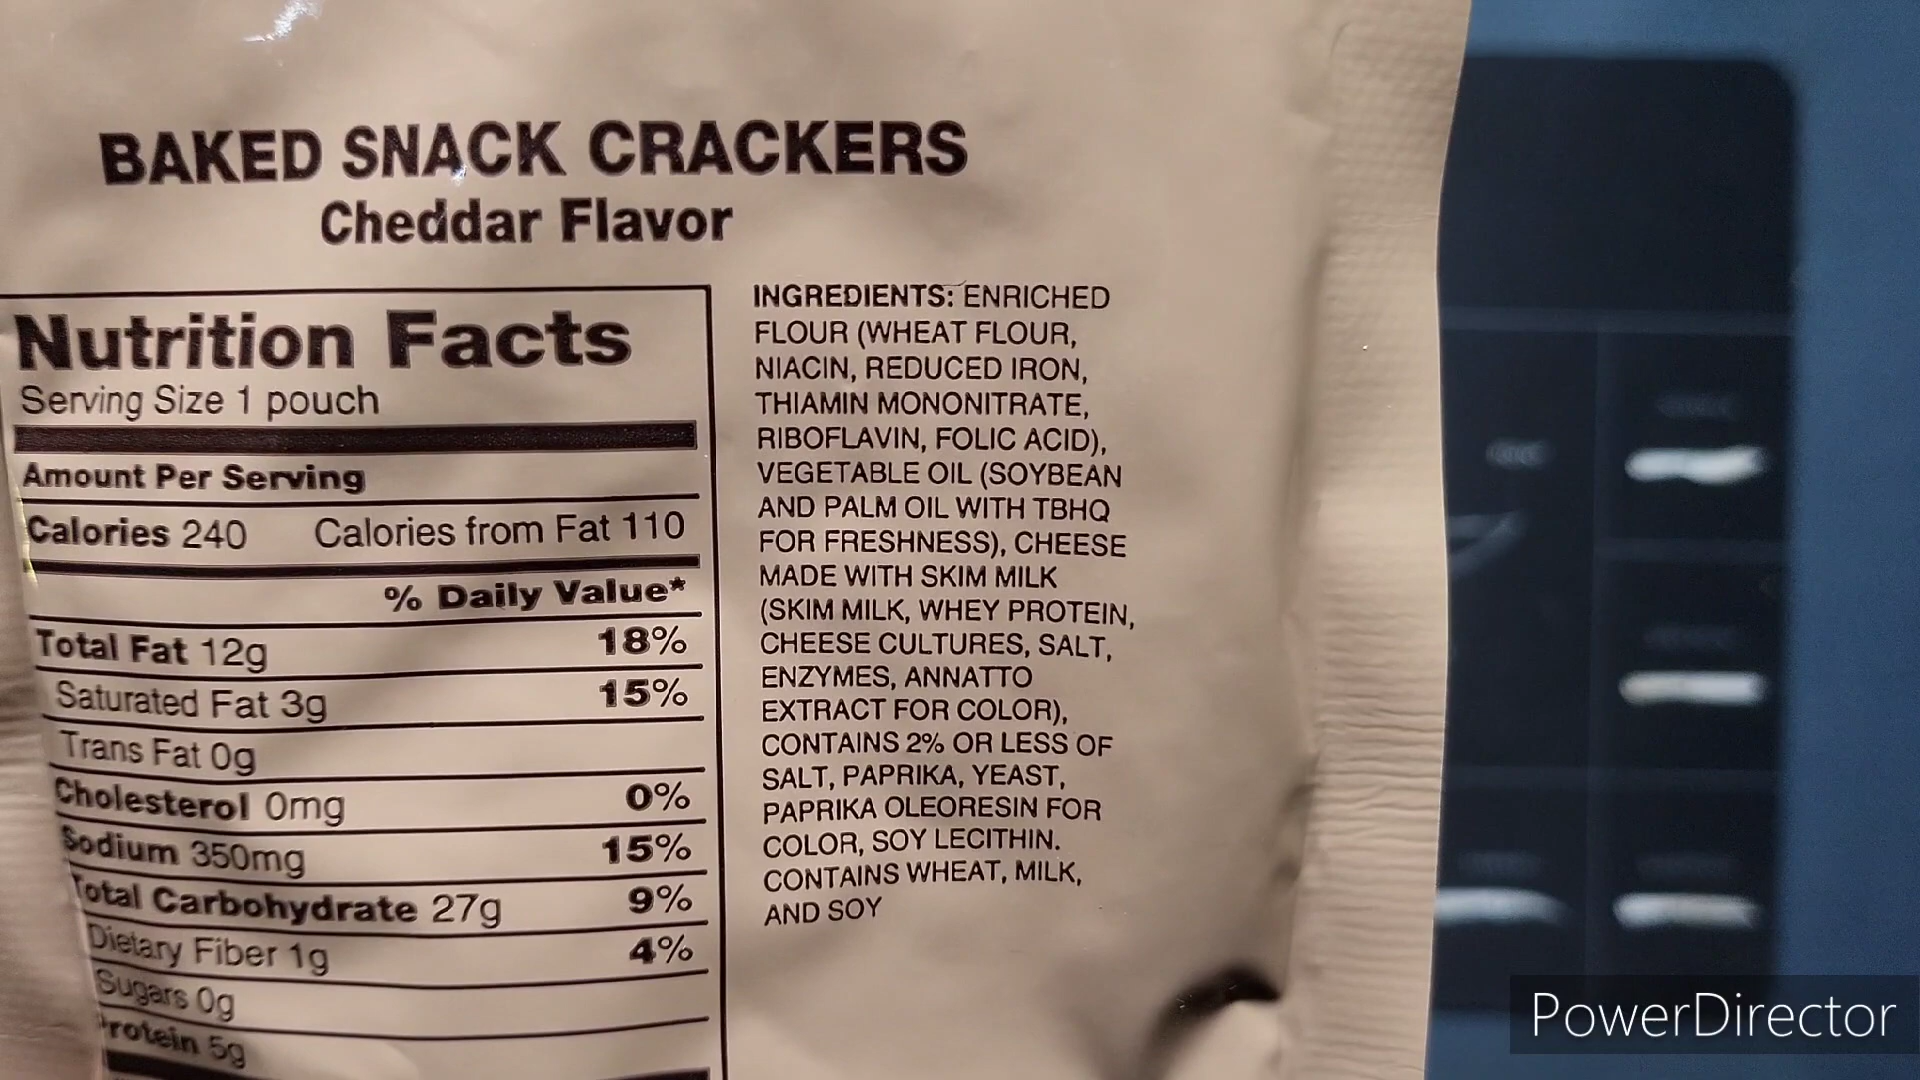 BAKED SNACK CRACKERS
Cheddar Flavor
Nutrition Facts
Serving Size 1 pouch
Amount Per Serving
Calories 240 Calories from Fat 110
% Daily Value*
Total Fat 12g 18%
Saturated Fat 3g 15%
Trans Fat 0g
Cholesterol 0mg 0%
Sodium 350mg 15%
Total Carbohydrate 27g 9%
Dietary Fiber 1g 4%
Sugars 0g
Protein 5g
INGREDIENTS: ENRICHED
FLOUR (WHEAT FLOUR,
NIACIN, REDUCED IRON,
THIAMIN MONONITRATE,
RIBOFLAVIN, FOLIC ACID),
VEGETABLE OIL (SOYBEAN
AND PALM OIL WITH TBHQ
FOR FRESHNESS), CHEESE
MADE WITH SKIM MILK
(SKIM MILK, WHEY PROTEIN,
CHEESE CULTURES, SALT,
ENZYMES, ANNATTO
EXTRACT FOR COLOR),
CONTAINS 2% OR LESS OF
SALT, PAPRIKA, YEAST,
PAPRIKA OLEORESIN FOR
COLOR, SOY LECITHIN.
CONTAINS WHEAT, MILK,
AND SOY
PowerDirector